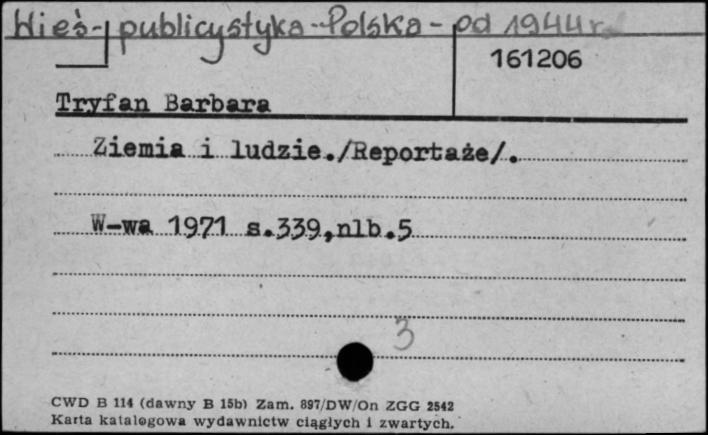 Wieś - publicystyka - Polska - od 1944 r.
161206
Tryfan Barbara
Ziemia i ludzie./Reportaże/.
W-wa 1971 s.339,nlb.5
3
CWD B 114 (dawny B 15b) Zam. 897/DW/On ZGG 2542
Karta katalogowa wydawnictw ciągłych i zwartych.